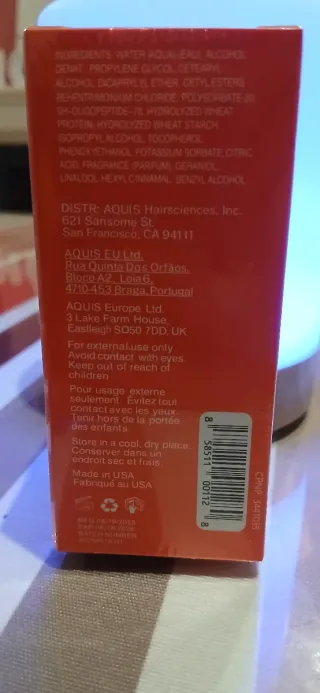 INGREDIENTS: WATER (AQUA)-EAU), ALCOHOL
DENAT., PROPYLENE GLYCOL, CETEARYL
ALCOHOL, DICAPRYLYL ETHER, CETYL ESTERS,
BEHENTRIMONIUM CHLORIDE, POLYSORBATE 20,
SH-OLIGOPEPTIDE-78, HYDROLYZED WHEAT
PROTEIN, HYDROLYZED WHEAT STARCH,
ISOPROPYL ALCOHOL, TOCOPHEROL,
PHENOXYETHANOL, POTASSIUM SORBATE, CITRIC
ACID, FRAGRANCE (PARFUM), GERANIOL,
LINALOOL, HEXYL CINNAMAL, BENZYL ALCOHOL
DISTR: AQUIS Hairsciences, Inc.
621 Sansome St.
San Francisco, CA 94111
AQUIS EU Ltd.
Rua Quinta Dos Orfãos,
Bloco A2, Loja 6,
4710-453 Braga, Portugal
AQUIS Europe Ltd.
3 Lake Farm House,
Eastleigh SO50 7DD, UK
For external use only
Avoid contact with eyes.
Keep out of reach of
children.
Pour usage externe
seulement. Évitez tout
contact avec les yeux.
Tenir hors de la portée
des enfants.
Store in a cool, dry place
Conserver dans un
endroit sec et frais.
Made in USA
Fabriqué au USA
BATCH NUMBER
8 58511 00112 8
CPNP